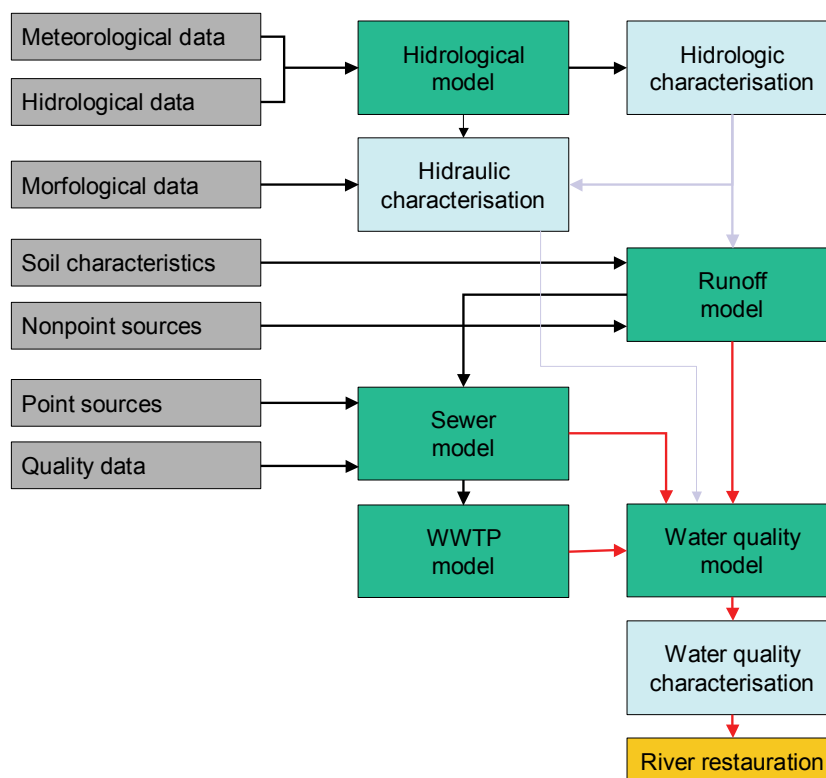 Meteorological data
Hidrological data
Hidrological
model
Hidrologic
characterisation
Morfological data
Hidraulic
characterisation
Soil characteristics
Nonpoint sources
Runoff
model
Point sources
Quality data
Sewer
model
WWTP
model
Water quality
model
Water quality
characterisation
River restauration